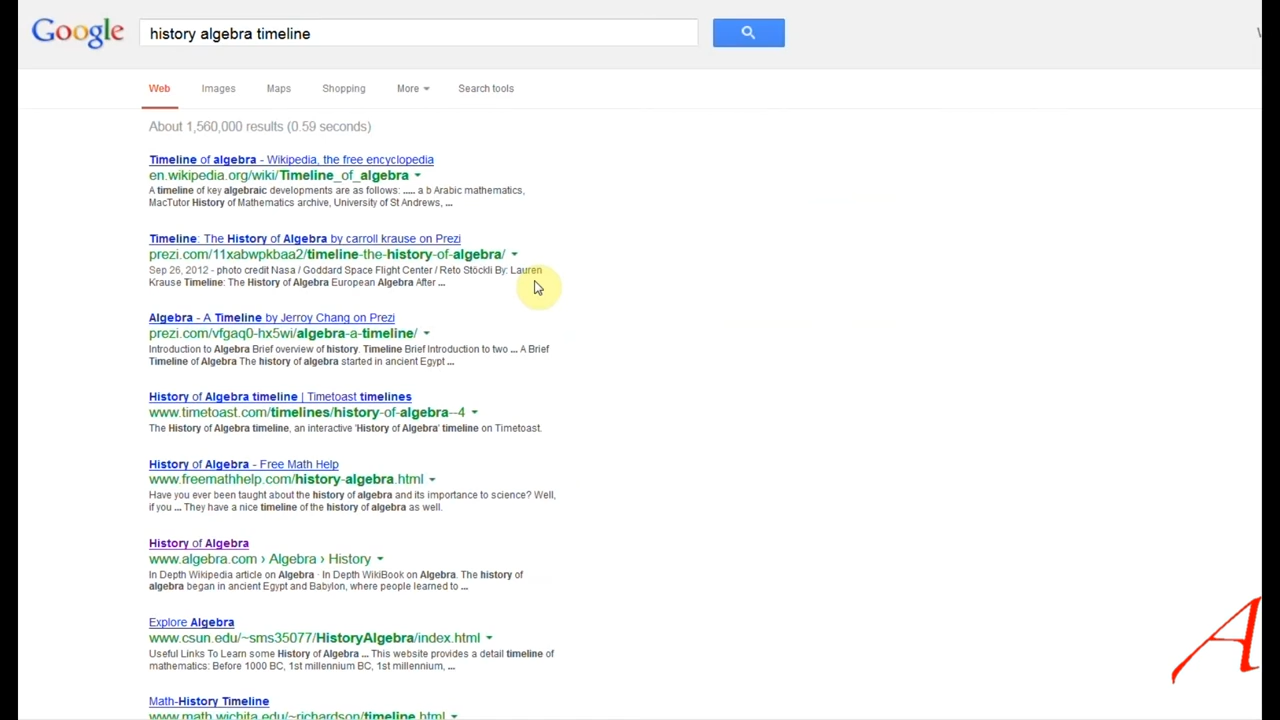 Google
history algebra timeline
Web Images Maps Shopping More Search tools
About 1,560,000 results (0.59 seconds)
Timeline of algebra - Wikipedia, the free encyclopedia
en.wikipedia.org/wiki/Timeline_of_algebra
A timeline of key algebraic developments are as follows: ..... a b Arabic mathematics,
MacTutor History of Mathematics archive, University of St Andrews, ...
Timeline: The History of Algebra by carroll krause on Prezi
prezi.com/11xabwpkbaa2/timeline-the-history-of-algebra/
Sep 26, 2012 - photo credit Nasa / Goddard Space Flight Center / Reto Stöckli By: Lauren
Krause Timeline: The History of Algebra European Algebra After ...
Algebra - A Timeline by Jerroy Chang on Prezi
prezi.com/vfgaq0-hx5wi/algebra-a-timeline/
Introduction to Algebra Brief overview of history. Timeline Brief Introduction to two ... A Brief
Timeline of Algebra The history of algebra started in ancient Egypt ...
History of Algebra timeline | Timetoast timelines
www.timetoast.com/timelines/history-of-algebra--4
The History of Algebra timeline, an interactive 'History of Algebra' timeline on Timetoast.
History of Algebra - Free Math Help
www.freemathhelp.com/history-algebra.html
Have you ever been taught about the history of algebra and its importance to science? Well,
if you ... They have a nice timeline of the history of algebra as well.
History of Algebra
www.algebra.com › Algebra › History
In Depth Wikipedia article on Algebra · In Depth WikiBook on Algebra. The history of
algebra began in ancient Egypt and Babylon, where people learned to ...
Explore Algebra
www.csun.edu/~sms35077/HistoryAlgebra/index.html
Useful Links To Learn some History of Algebra ... This website provides a detail timeline of
mathematics: Before 1000 BC, 1st millennium BC, 1st millennium, ...
Math-History Timeline
www.math.wichita.edu/~richardson/timeline.html
A